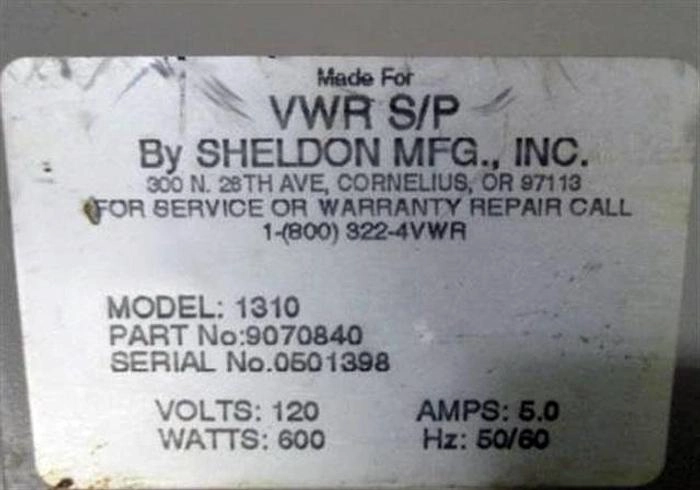 Made For
VWR S/P
By SHELDON MFG., INC.
300 N. 26TH AVE, CORNELIUS, OR 97113
FOR SERVICE OR WARRANTY REPAIR CALL
1-(800) 322-4VWR
MODEL: 1310
PART No:9070840
SERIAL No.0501398
VOLTS: 120 AMPS: 5.0
WATTS: 600 Hz: 50/60